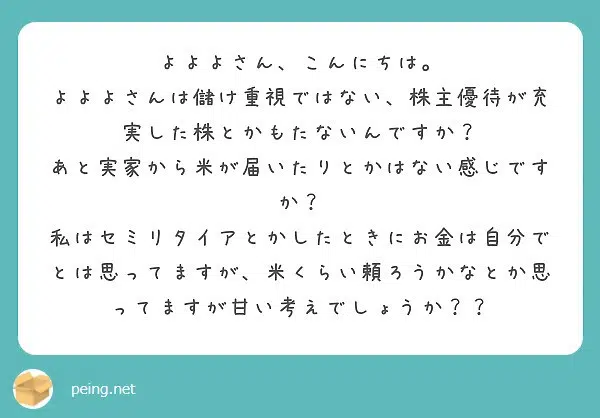 よよよさん、こんにちは。
よよよさんは儲け重視ではない、株主優待が充
実した株とかもたないんですか？
あと実家から米が届いたりとかはない感じです
か？
私はセミリタイアとかしたときにお金は自分で
とは思ってますが、米くらい頼ろうかなとか思
ってますが甘い考えでしょうか？？
peing.net